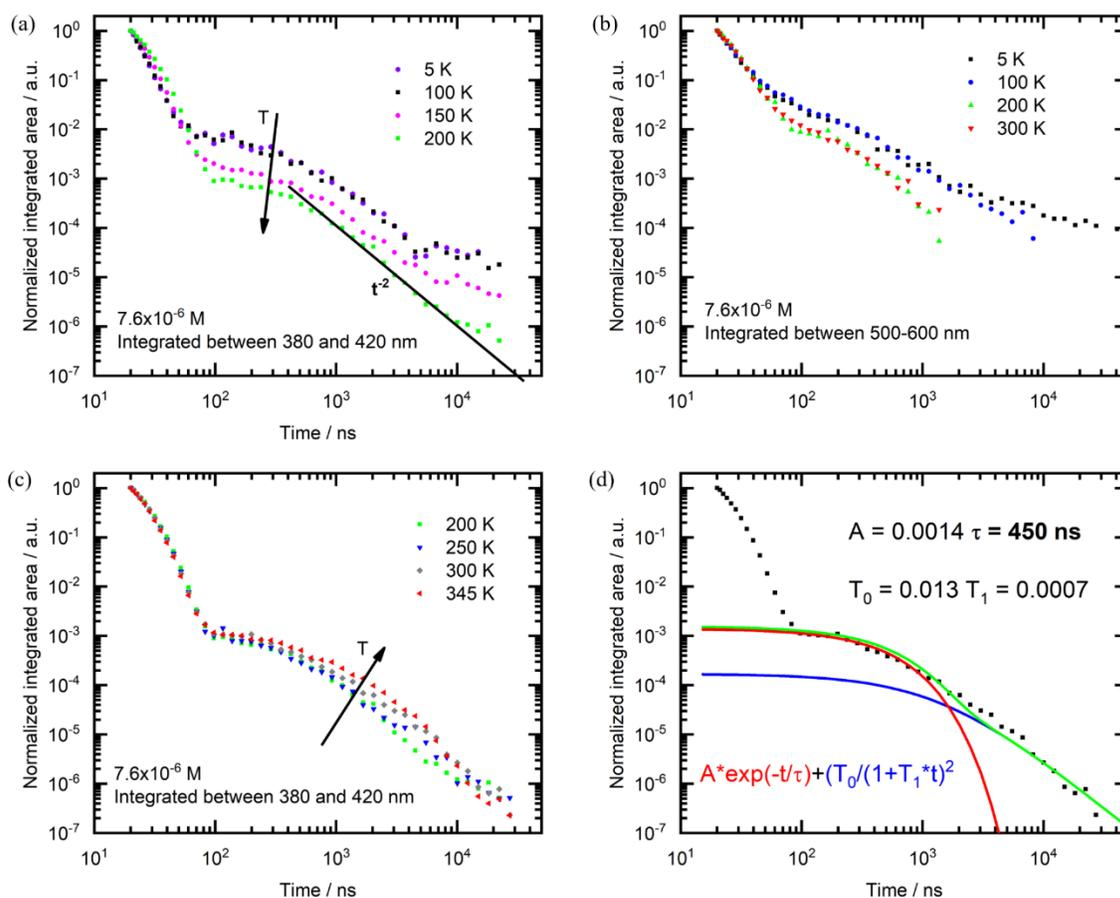 (a)
10⁰
10⁻¹
10⁻²
10⁻³
10⁻⁴
10⁻⁵
10⁻⁶
10⁻⁷
Normalized integrated area / a.u.
5 K
100 K
150 K
200 K
T
t⁻²
7.6x10⁻⁶ M
Integrated between 380 and 420 nm
10¹
10²
10³
10⁴
Time / ns
(b)
10⁰
10⁻¹
10⁻²
10⁻³
10⁻⁴
10⁻⁵
10⁻⁶
10⁻⁷
Normalized integrated area / a.u.
5 K
100 K
200 K
300 K
7.6x10⁻⁶ M
Integrated between 500-600 nm
10¹
10²
10³
10⁴
Time / ns
(c)
10⁰
10⁻¹
10⁻²
10⁻³
10⁻⁴
10⁻⁵
10⁻⁶
10⁻⁷
Normalized integrated area / a.u.
200 K
250 K
300 K
345 K
T
7.6x10⁻⁶ M
Integrated between 380 and 420 nm
10¹
10²
10³
10⁴
Time / ns
(d)
10⁰
10⁻¹
10⁻²
10⁻³
10⁻⁴
10⁻⁵
10⁻⁶
10⁻⁷
Normalized integrated area / a.u.
A = 0.0014 τ = 450 ns
T₀ = 0.013 T₁ = 0.0007
A*exp(-t/τ)+(T₀/(1+T₁*t)²
10¹
10²
10³
10⁴
Time / ns